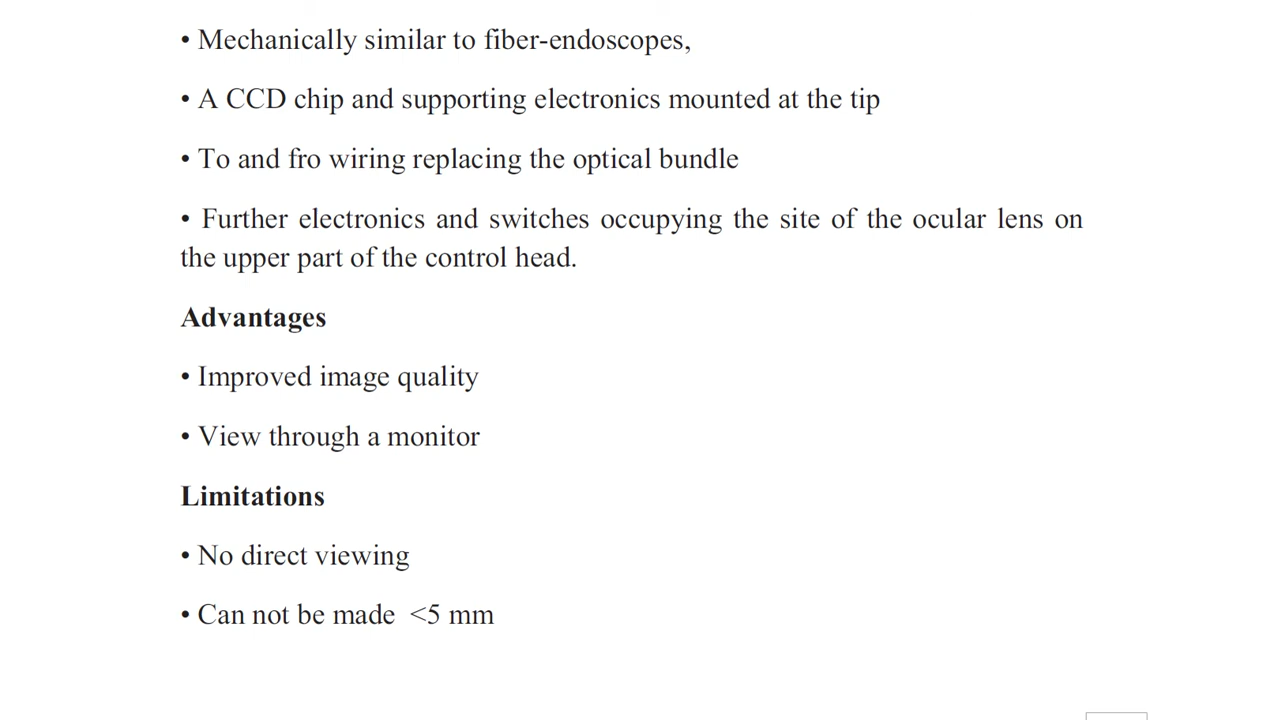 • Mechanically similar to fiber-endoscopes,
• A CCD chip and supporting electronics mounted at the tip
• To and fro wiring replacing the optical bundle
• Further electronics and switches occupying the site of the ocular lens on
the upper part of the control head.
Advantages
• Improved image quality
• View through a monitor
Limitations
• No direct viewing
• Can not be made  <5 mm